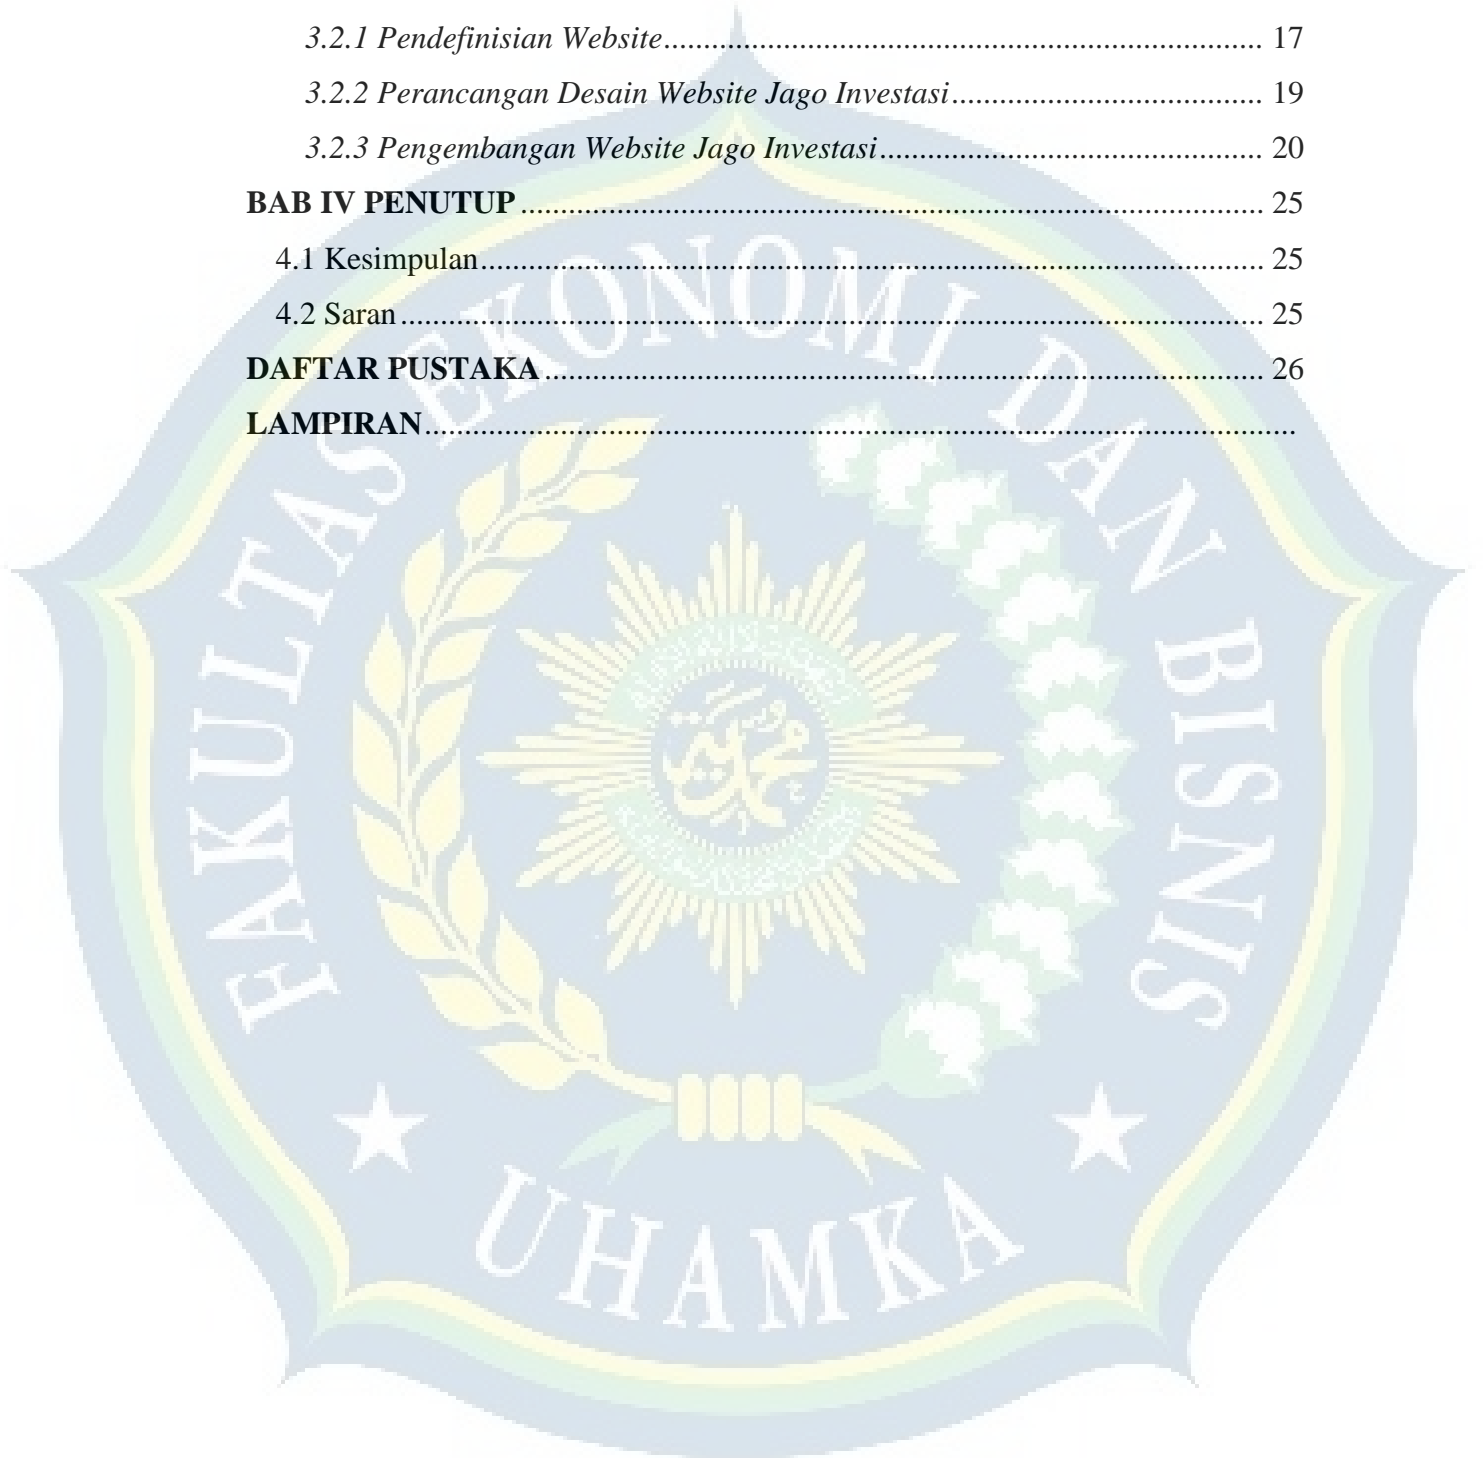 3.2.1 Pendefinisian Website........................................................................... 17
3.2.2 Perancangan Desain Website Jago Investasi....................................... 19
3.2.3 Pengembangan Website Jago Investasi................................................ 20
BAB IV PENUTUP............................................................................................. 25
4.1 Kesimpulan.................................................................................................. 25
4.2 Saran............................................................................................................ 25
DAFTAR PUSTAKA.......................................................................................... 26
LAMPIRAN.............................................................................................................
FAKULTAS EKONOMI DAN BISNIS
UHAMKA